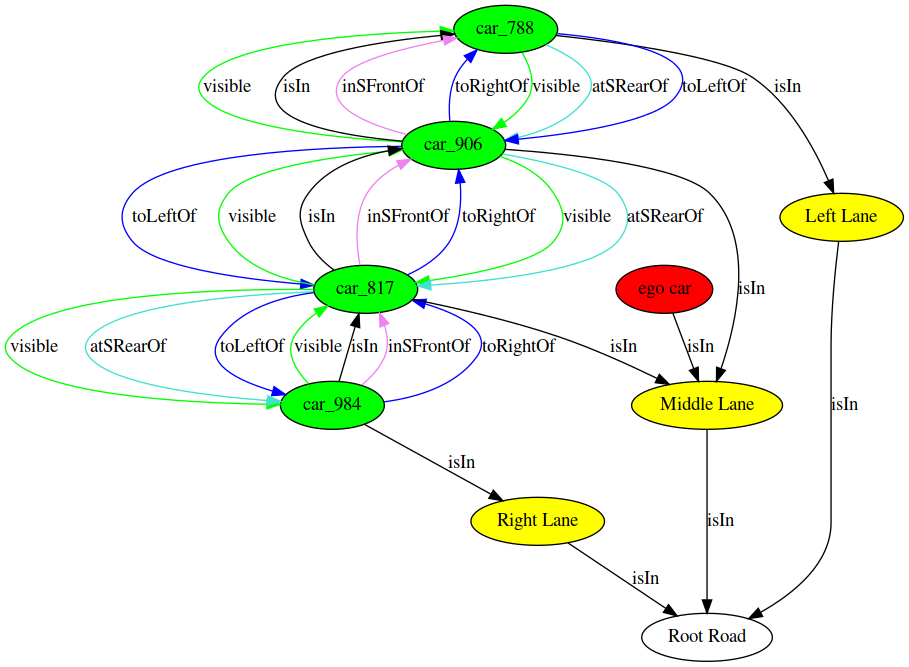 car_788
visible
isIn
inSFrontOf
toRightOf
visible
atSRearOf
toLeftOf
isIn
car_906
Left Lane
toLeftOf
visible
isIn
inSFrontOf
toRightOf
visible
atSRearOf
car_817
ego car
isIn
visible
atSRearOf
toLeftOf
visible
isIn
inSFrontOf
toRightOf
isIn
isIn
car_984
Middle Lane
isIn
isIn
Right Lane
isIn
isIn
Root Road